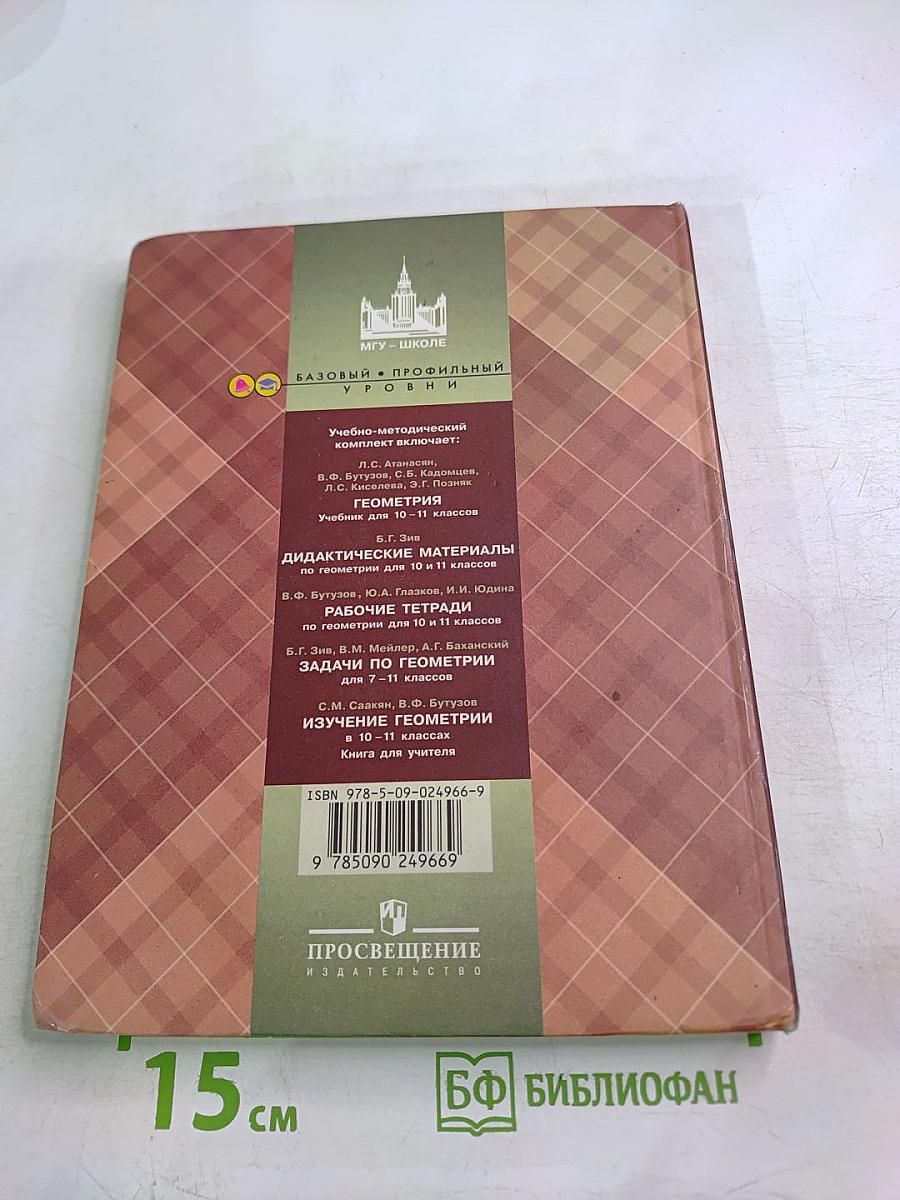 МГУ – ШКОЛЕ
БАЗОВЫЙ • ПРОФИЛЬНЫЙ
УРОВНИ
Учебно-методический
комплект включает:
Л.С. Атанасян,
В.Ф. Бутузов, С.Б. Кадомцев,
Л.С. Киселева, Э.Г. Позняк
ГЕОМЕТРИЯ
Учебник для 10–11 классов
Б.Г. Зив
ДИДАКТИЧЕСКИЕ МАТЕРИАЛЫ
по геометрии для 10 и 11 классов
В.Ф. Бутузов, Ю.А. Глазков, И.И. Юдина
РАБОЧИЕ ТЕТРАДИ
по геометрии для 10 и 11 классов
Б.Г. Зив, В.М. Мейлер, А.Г. Баханский
ЗАДАЧИ ПО ГЕОМЕТРИИ
для 7–11 классов
С.М. Саакян, В.Ф. Бутузов
ИЗУЧЕНИЕ ГЕОМЕТРИИ
в 10–11 классах
Книга для учителя
ISBN 978-5-09-024966-9
9 785090 249669
ИП
ПРОСВЕЩЕНИЕ
ИЗДАТЕЛЬСТВО
15 см
БФ БИБЛИОФАН